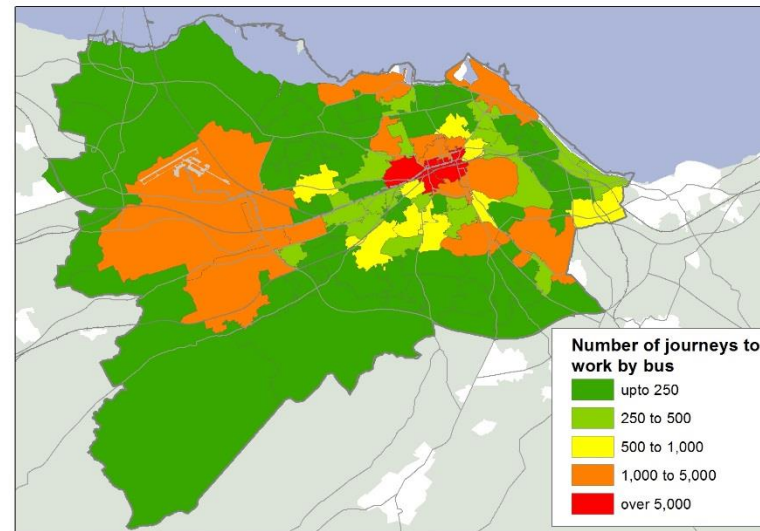 Number of journeys to
work by bus
upto 250
250 to 500
500 to 1,000
1,000 to 5,000
over 5,000